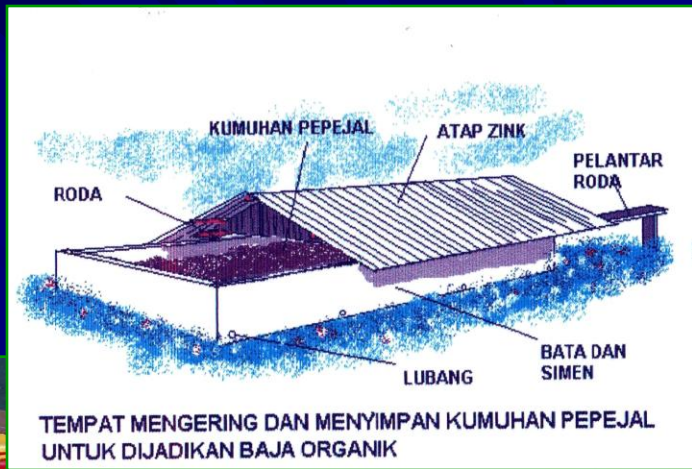 KUMUHAN PEPEJAL
ATAP ZINK
PELANTAR
RODA
RODA
BATA DAN
SIMEN
LUBANG
TEMPAT MENGERING DAN MENYIMPAN KUMUHAN PEPEJAL
UNTUK DIJADIKAN BAJA ORGANIK